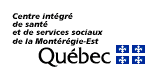 Centre intégré
de santé
et de services sociaux
de la Montérégie-Est
Québec